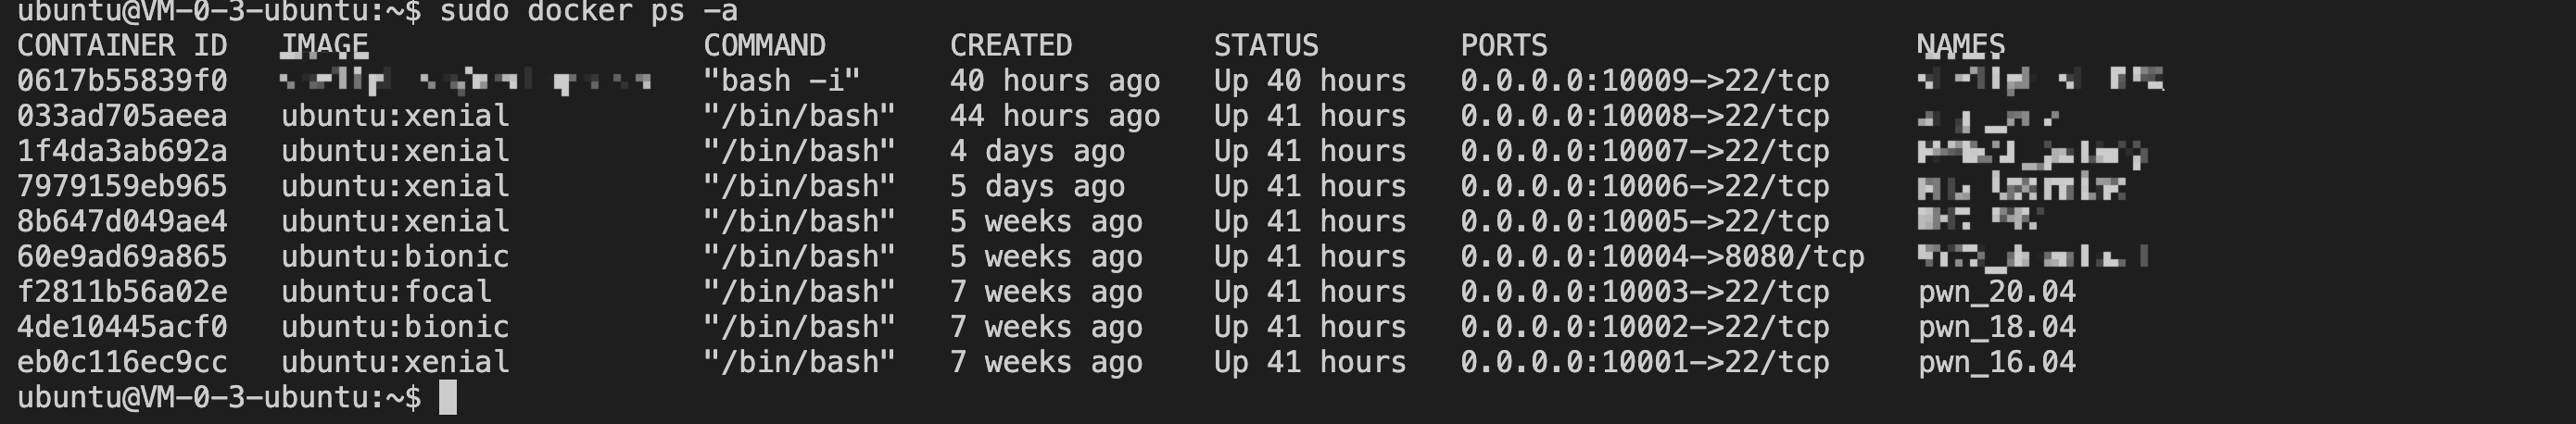 ubuntu@VM-0-3-ubuntu:~$ sudo docker ps -a
CONTAINER ID   IMAGE                   COMMAND       CREATED        STATUS        PORTS                     NAMES
0617b55839f0                           "bash -i"     40 hours ago   Up 40 hours   0.0.0.0:10009->22/tcp
033ad705aeea   ubuntu:xenial           "/bin/bash"   44 hours ago   Up 41 hours   0.0.0.0:10008->22/tcp
1f4da3ab692a   ubuntu:xenial           "/bin/bash"   4 days ago     Up 41 hours   0.0.0.0:10007->22/tcp
7979159eb965   ubuntu:xenial           "/bin/bash"   5 days ago     Up 41 hours   0.0.0.0:10006->22/tcp
8b647d049ae4   ubuntu:xenial           "/bin/bash"   5 weeks ago    Up 41 hours   0.0.0.0:10005->22/tcp
60e9ad69a865   ubuntu:bionic           "/bin/bash"   5 weeks ago    Up 41 hours   0.0.0.0:10004->8080/tcp
f2811b56a02e   ubuntu:focal            "/bin/bash"   7 weeks ago    Up 41 hours   0.0.0.0:10003->22/tcp     pwn_20.04
4de10445acf0   ubuntu:bionic           "/bin/bash"   7 weeks ago    Up 41 hours   0.0.0.0:10002->22/tcp     pwn_18.04
eb0c116ec9cc   ubuntu:xenial           "/bin/bash"   7 weeks ago    Up 41 hours   0.0.0.0:10001->22/tcp     pwn_16.04
ubuntu@VM-0-3-ubuntu:~$